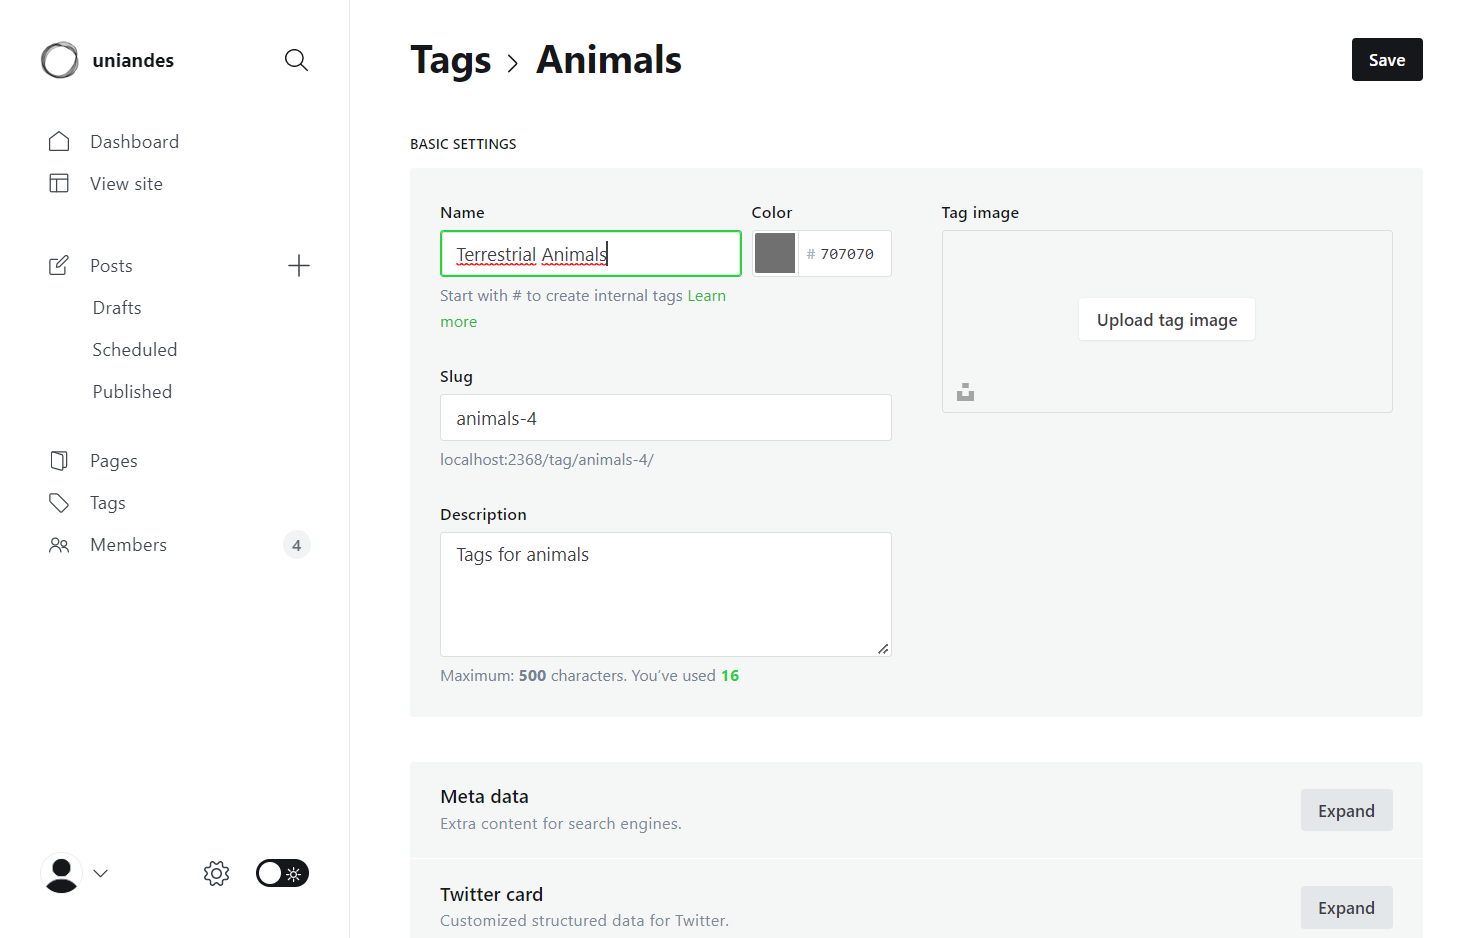 uniandes
Dashboard
View site
Posts
Drafts
Scheduled
Published
Pages
Tags
Members 4
Tags > Animals
Save
BASIC SETTINGS
Name
Terrestrial Animals
Start with # to create internal tags Learn
more
Color
# 707070
Slug
animals-4
localhost:2368/tag/animals-4/
Description
Tags for animals
Maximum: 500 characters. You’ve used 16
Tag image
Upload tag image
Meta data
Extra content for search engines.
Expand
Twitter card
Customized structured data for Twitter.
Expand